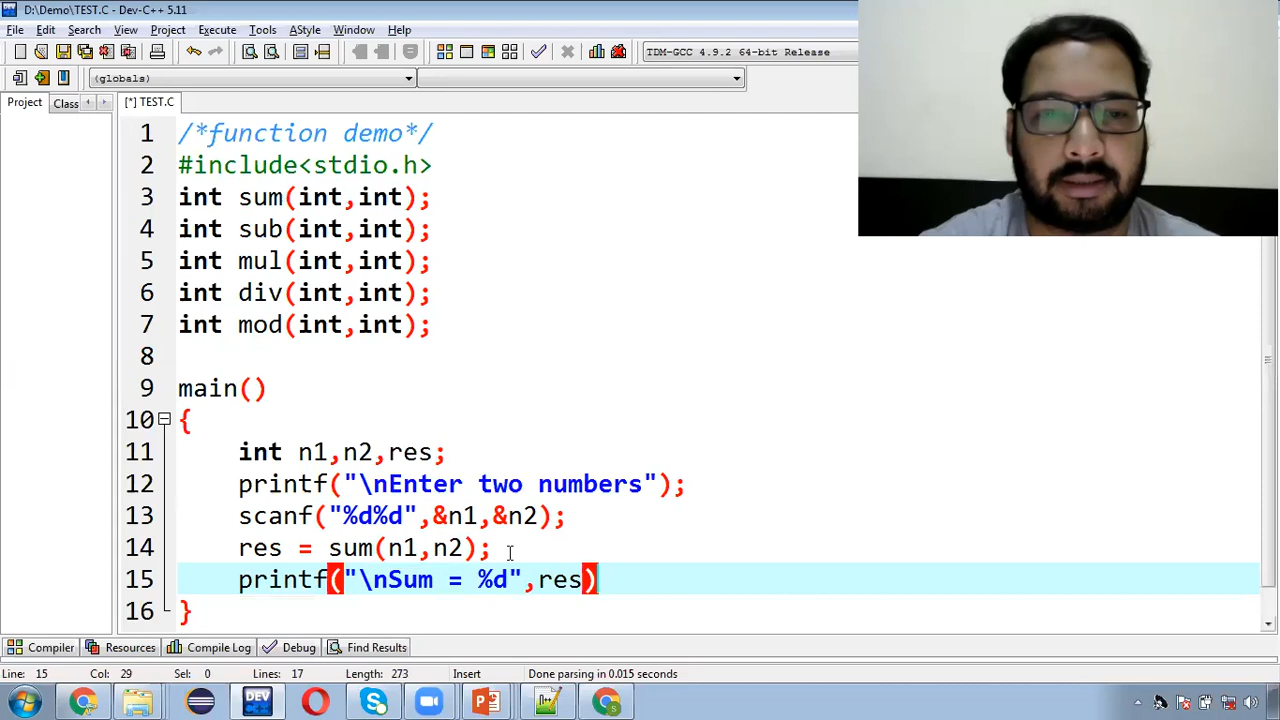 D:\Demo\TEST.C - Dev-C++ 5.11
File Edit Search View Project Execute Tools AStyle Window Help
TDM-GCC 4.9.2 64-bit Release
(globals)
Project Class [*] TEST.C
1 /*function demo*/
2 #include<stdio.h>
3 int sum(int,int);
4 int sub(int,int);
5 int mul(int,int);
6 int div(int,int);
7 int mod(int,int);
8
9 main()
10 {
11 int n1,n2,res;
12 printf("\nEnter two numbers");
13 scanf("%d%d",&n1,&n2);
14 res = sum(n1,n2);
15 printf("\nSum = %d",res)
16 }
Compiler Resources Compile Log Debug Find Results
Line: 15 Col: 29 Sel: 0 Lines: 17 Length: 273 Insert Done parsing in 0.015 seconds
DEV